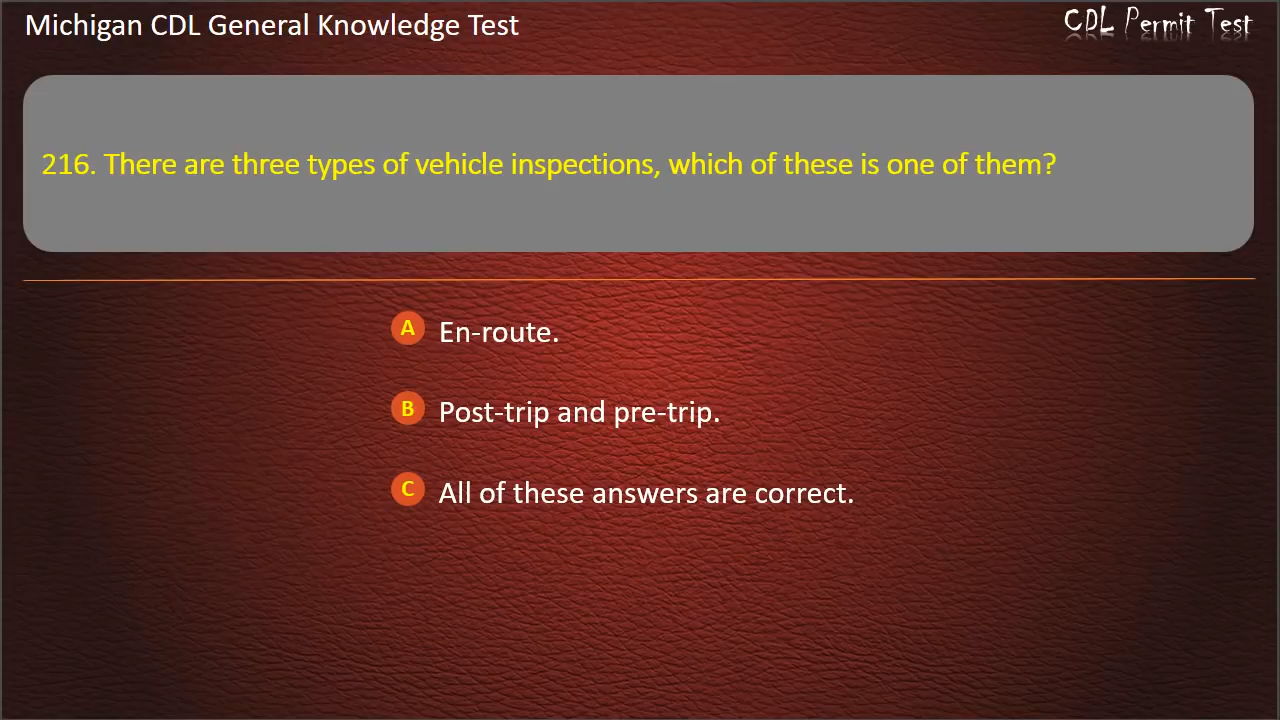 Michigan CDL General Knowledge Test
CDL Permit Test
216. There are three types of vehicle inspections, which of these is one of them?
A En-route.
B Post-trip and pre-trip.
C All of these answers are correct.